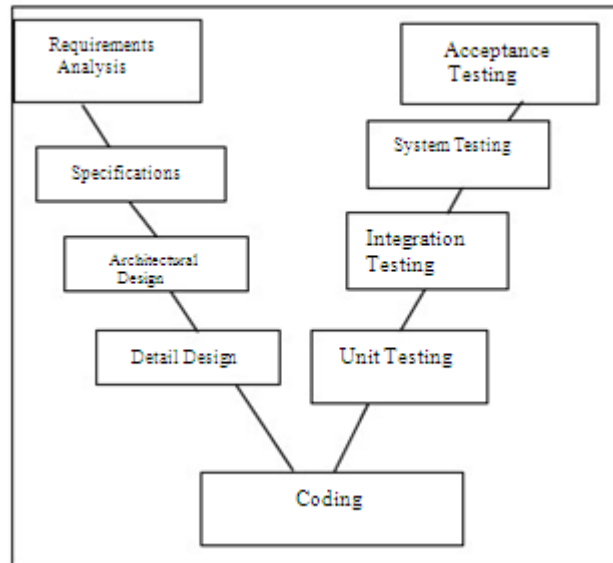 Requirements
Analysis
Acceptance
Testing
System Testing
Specifications
Integration
Testing
Architectural
Design
Detail Design
Unit Testing
Coding